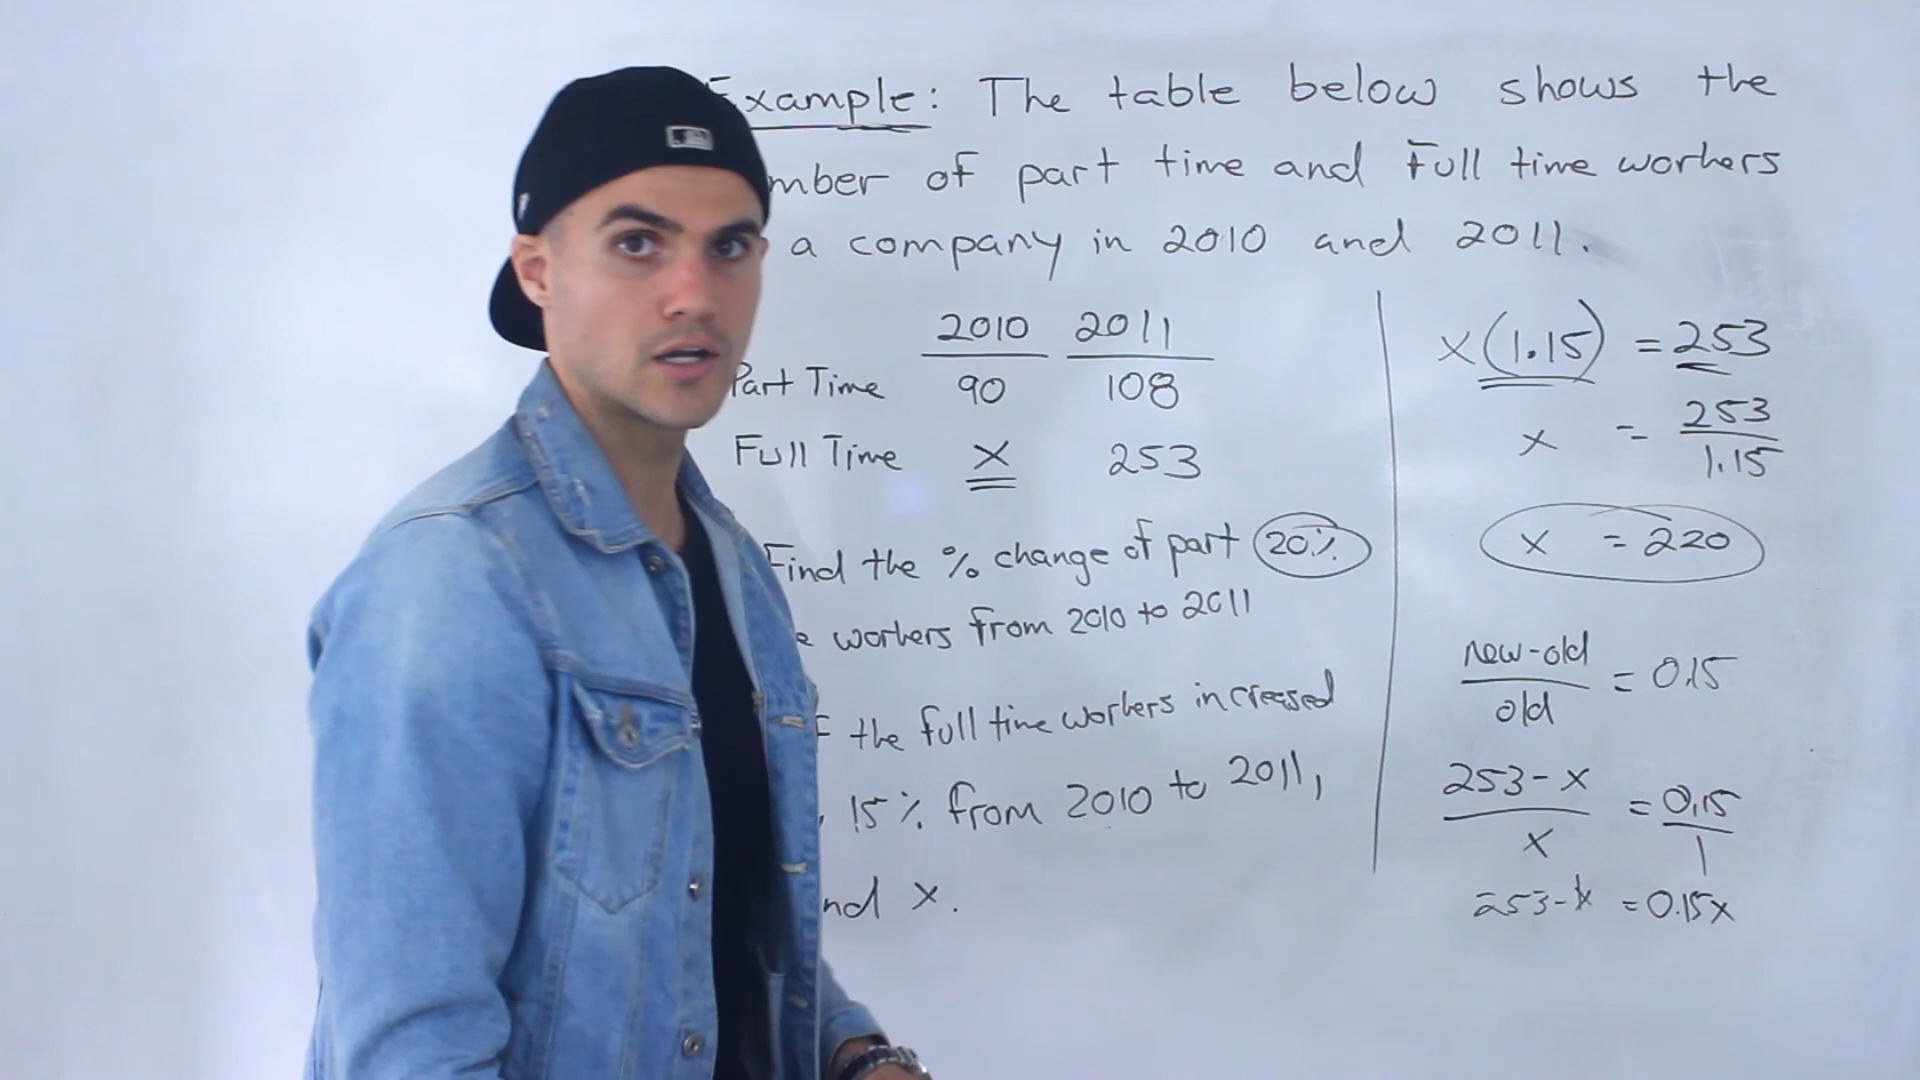 Example: The table below shows the
mber of part time and Full time workers
a company in 2010 and 2011.
2010 2011
Part Time 90 108
Full Time X 253
Find the % change of part 20%
e workers from 2010 to 2011
f the full time workers increased
15% from 2010 to 2011,
nd x.
x(1.15) = 253
x = 253/1.15
x = 220
new-old/old = 0.15
253-x/x = 0.15/1
253-x = 0.15x